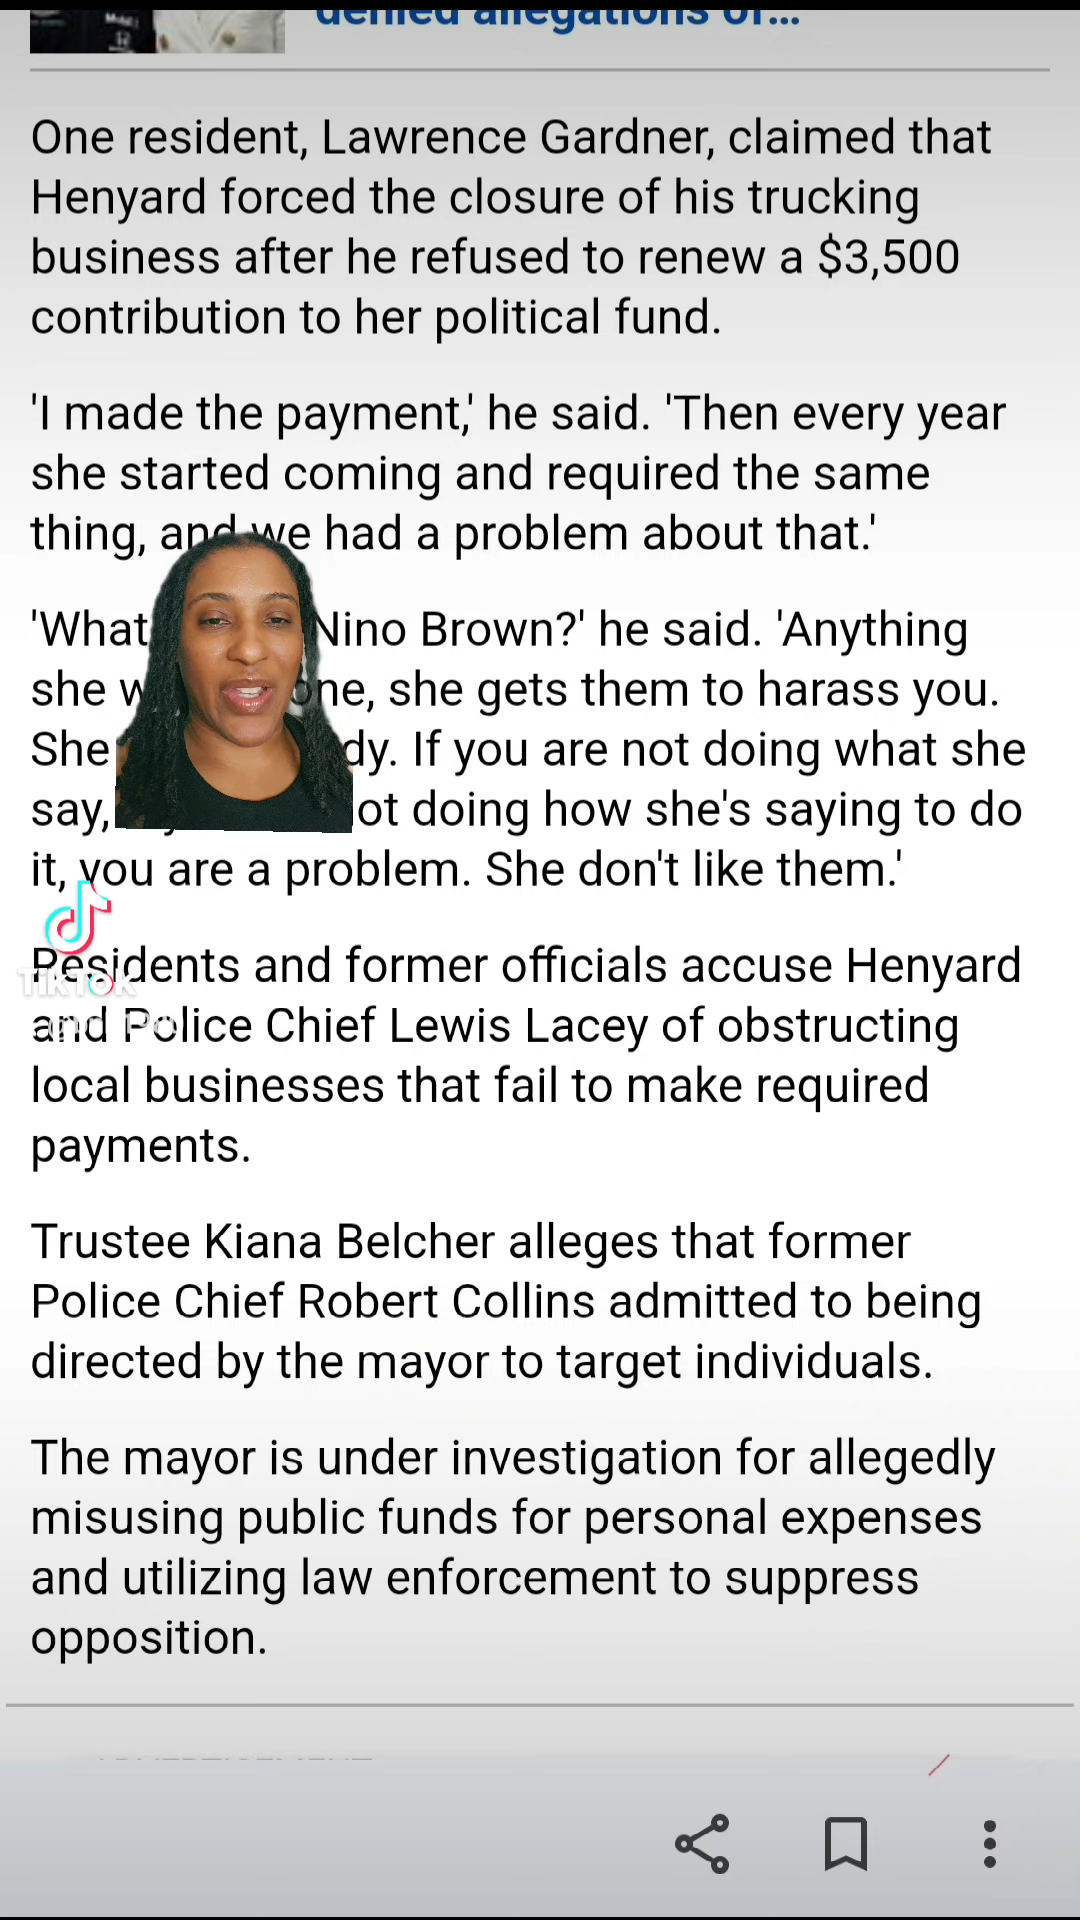 denied allegations of...
One resident, Lawrence Gardner, claimed that
Henyard forced the closure of his trucking
business after he refused to renew a $3,500
contribution to her political fund.
'I made the payment,' he said. 'Then every year
she started coming and required the same
thing, and we had a problem about that.'
'What Nino Brown?' he said. 'Anything
she she gets them to harass you.
She If you are not doing what she
say, doing how she's saying to do
it, you are a problem. She don't like them.'
TikTok
Residents and former officials accuse Henyard
and Police Chief Lewis Lacey of obstructing
local businesses that fail to make required
payments.
Trustee Kiana Belcher alleges that former
Police Chief Robert Collins admitted to being
directed by the mayor to target individuals.
The mayor is under investigation for allegedly
misusing public funds for personal expenses
and utilizing law enforcement to suppress
opposition.